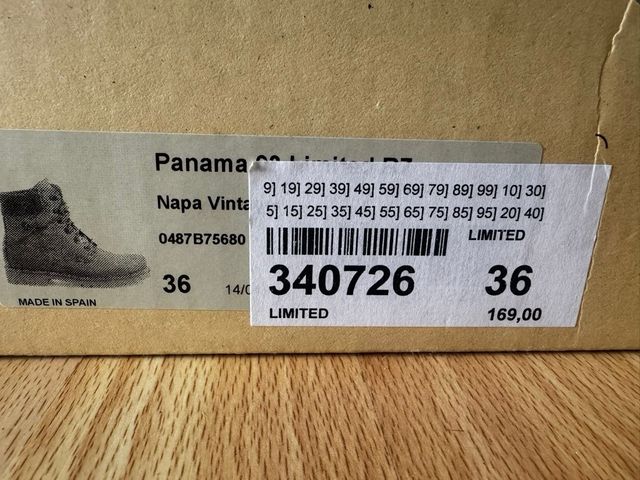 Panama
Napa
0487B75680
36
MADE IN SPAIN
9] 19] 29] 39] 49] 59] 69] 79] 89] 99] 10] 30]
5] 15] 25] 35] 45] 55] 65] 75] 85] 95] 20] 40]
LIMITED
340726 36
LIMITED 169,00